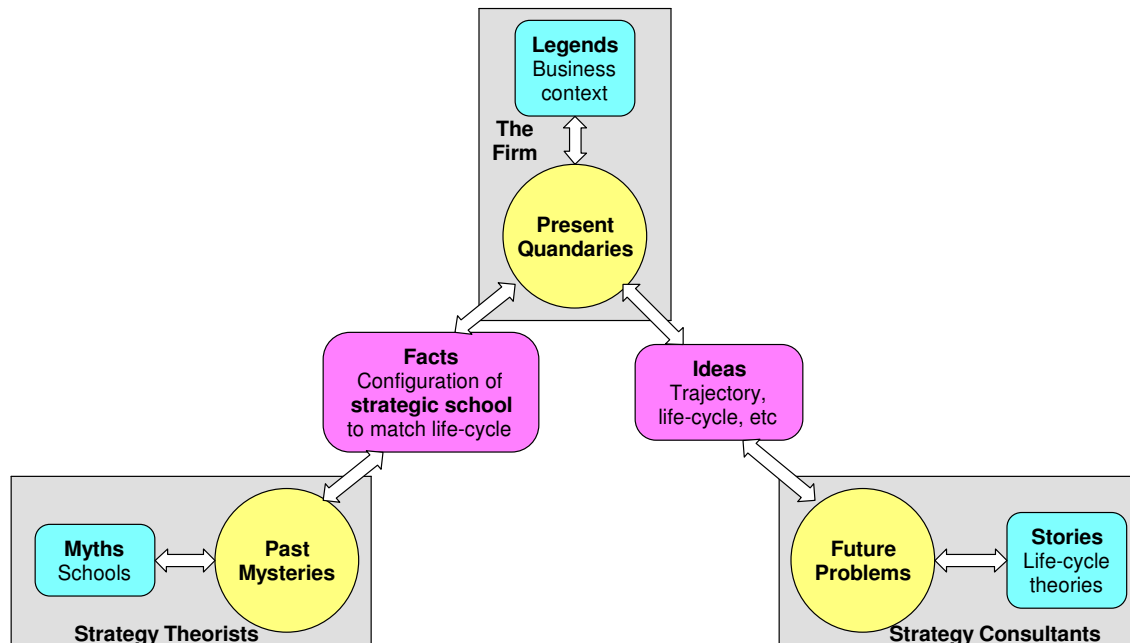 Legends
Business
context
The
Firm
Present
Quandaries
Facts
Configuration of
strategic school
to match life-cycle
Ideas
Trajectory,
life-cycle, etc
Myths
Schools
Past
Mysteries
Strategy Theorists
Future
Problems
Stories
Life-cycle
theories
Strategy Consultants